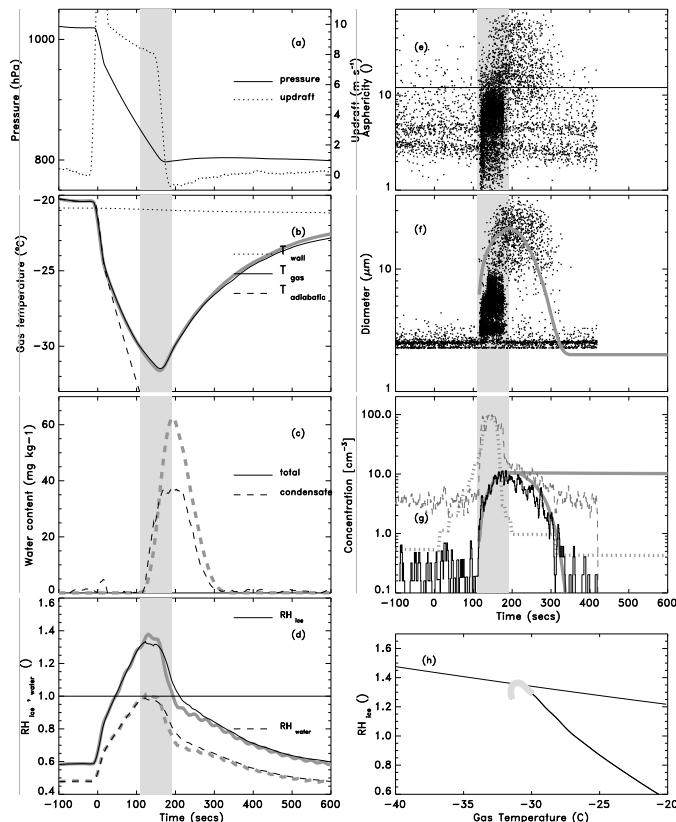 1000
800
Pressure (hPa)
10
8
6
4
2
0
Updraft (m s⁻¹)
(a)
pressure
updraft
-20
-25
-30
Gas temperature (°C)
(b)
T wall
T gas
T adiabatic
60
40
20
0
Water content (mg kg-1)
(c)
total
condensate
1.6
1.4
1.2
1.0
0.8
0.6
0.4
RH ice , water ()
RH ice
(d)
RH water
-100 0 100 200 300 400 500 600
Time (secs)
10
1
Asphericity ()
(e)
10
1
Diameter (μm)
(f)
100.0
10.0
1.0
0.1
Concentration [cm⁻³]
(g)
-100 0 100 200 300 400 500 600
Time (secs)
1.6
1.4
1.2
1.0
0.8
0.6
RH ice ()
(h)
-40 -35 -30 -25 -20
Gas Temperature (C)